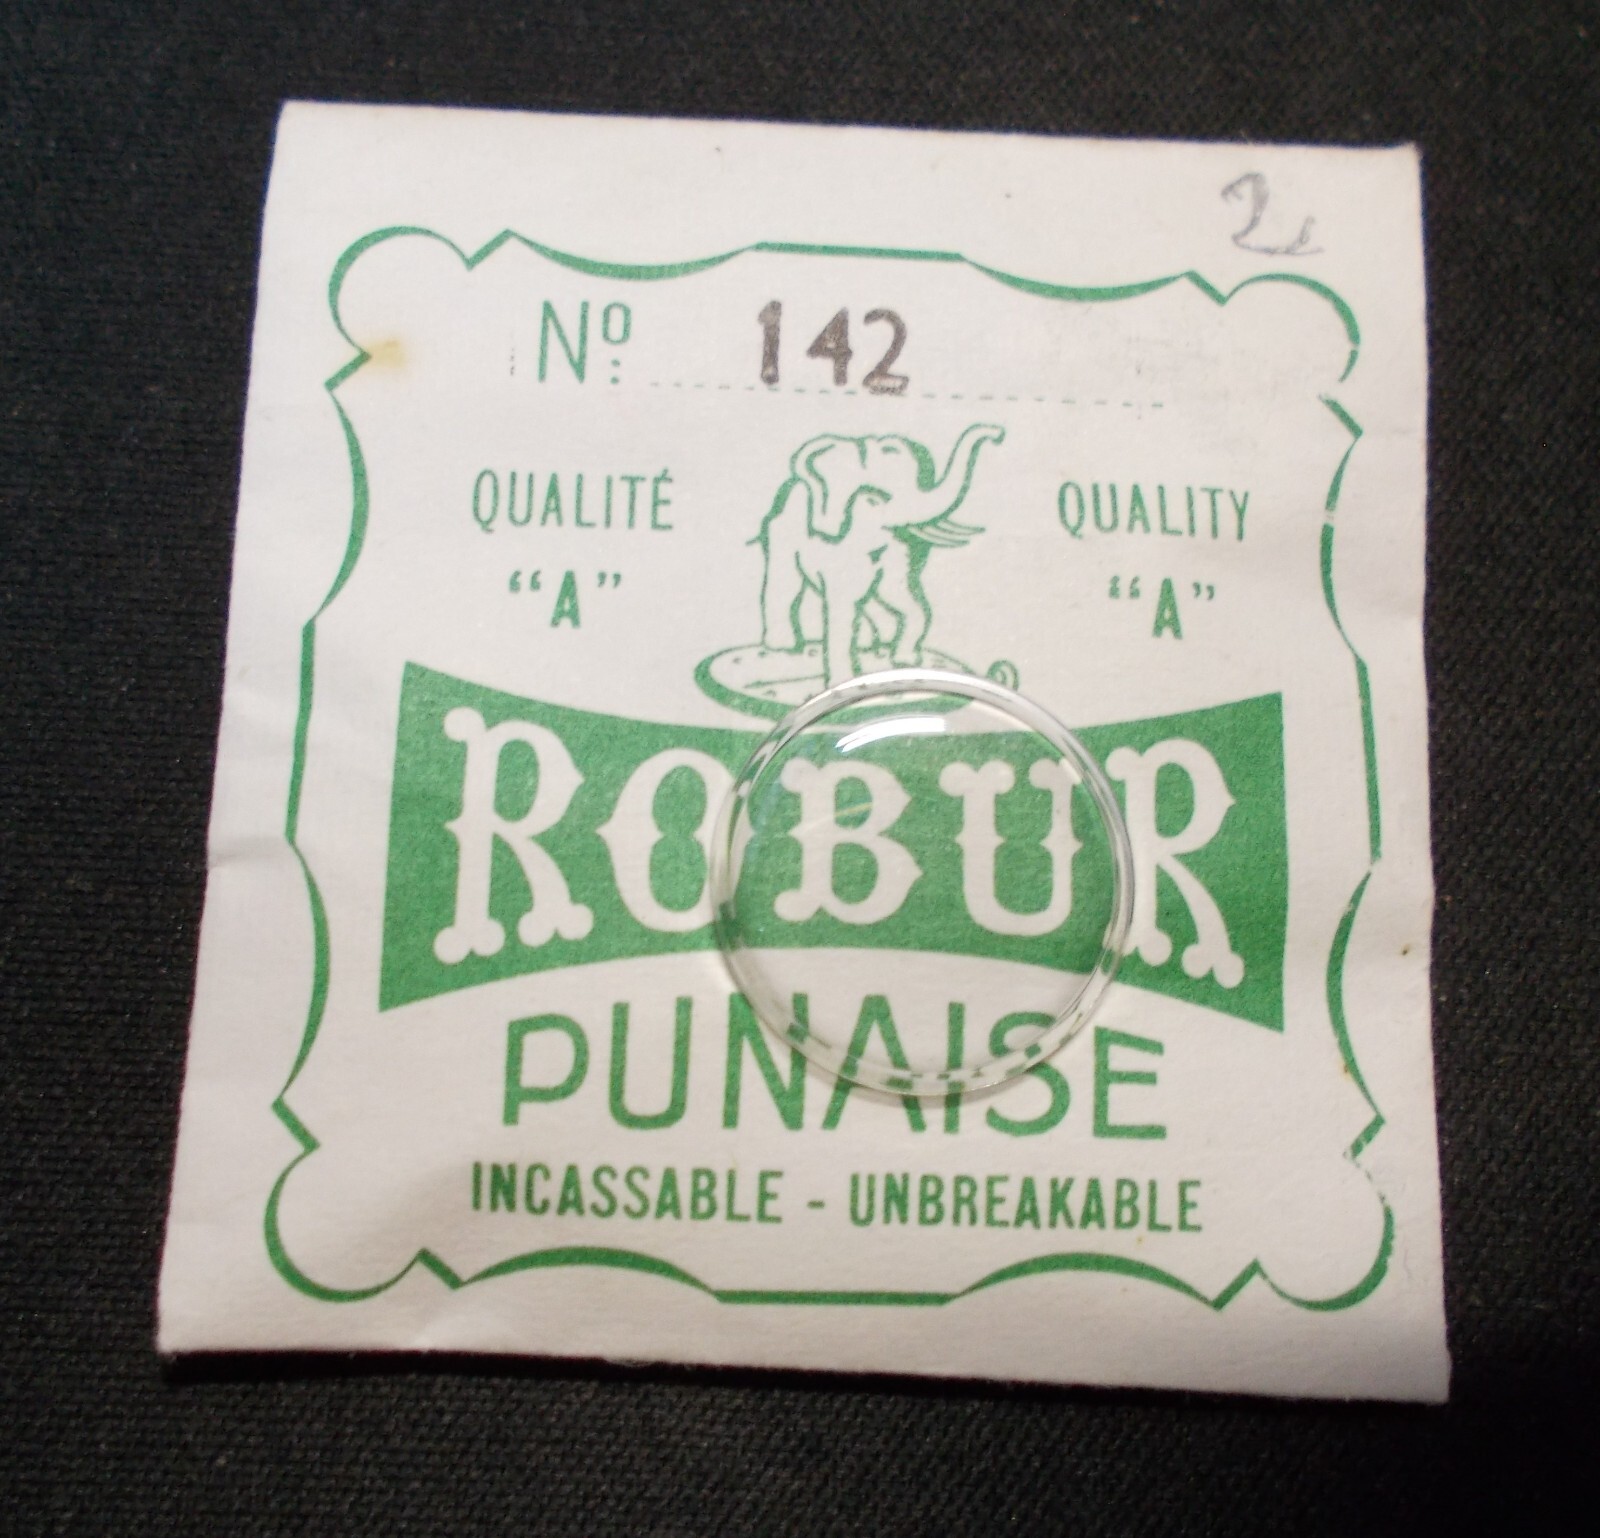 2
Nº: 142
QUALITÉ QUALITY
“A” “A”
ROBUR
PUNAISE
INCASSABLE - UNBREAKABLE